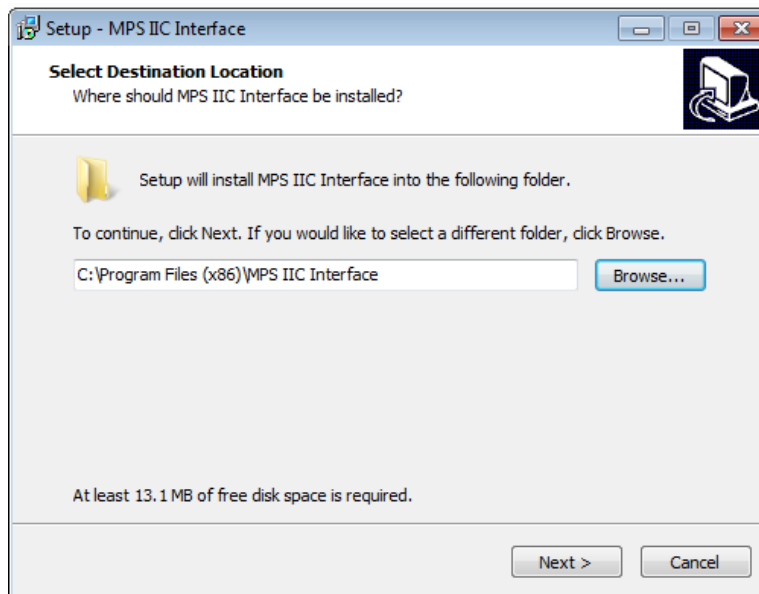 Setup - MPS IIC Interface
Select Destination Location
Where should MPS IIC Interface be installed?
Setup will install MPS IIC Interface into the following folder.
To continue, click Next. If you would like to select a different folder, click Browse.
C:\Program Files (x86)\MPS IIC Interface
Browse...
At least 13.1 MB of free disk space is required.
Next >
Cancel